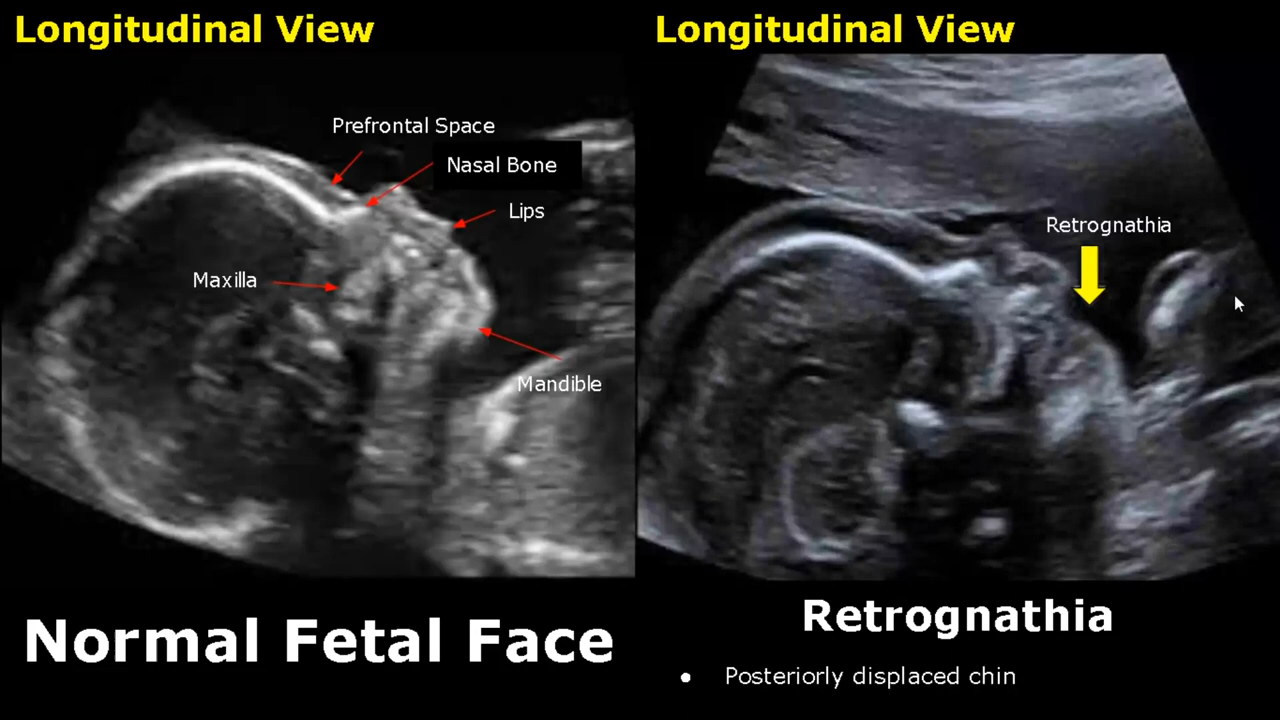 Longitudinal View
Prefrontal Space
Nasal Bone
Lips
Maxilla
Mandible
Normal Fetal Face
Longitudinal View
Retrognathia
Retrognathia
● Posteriorly displaced chin